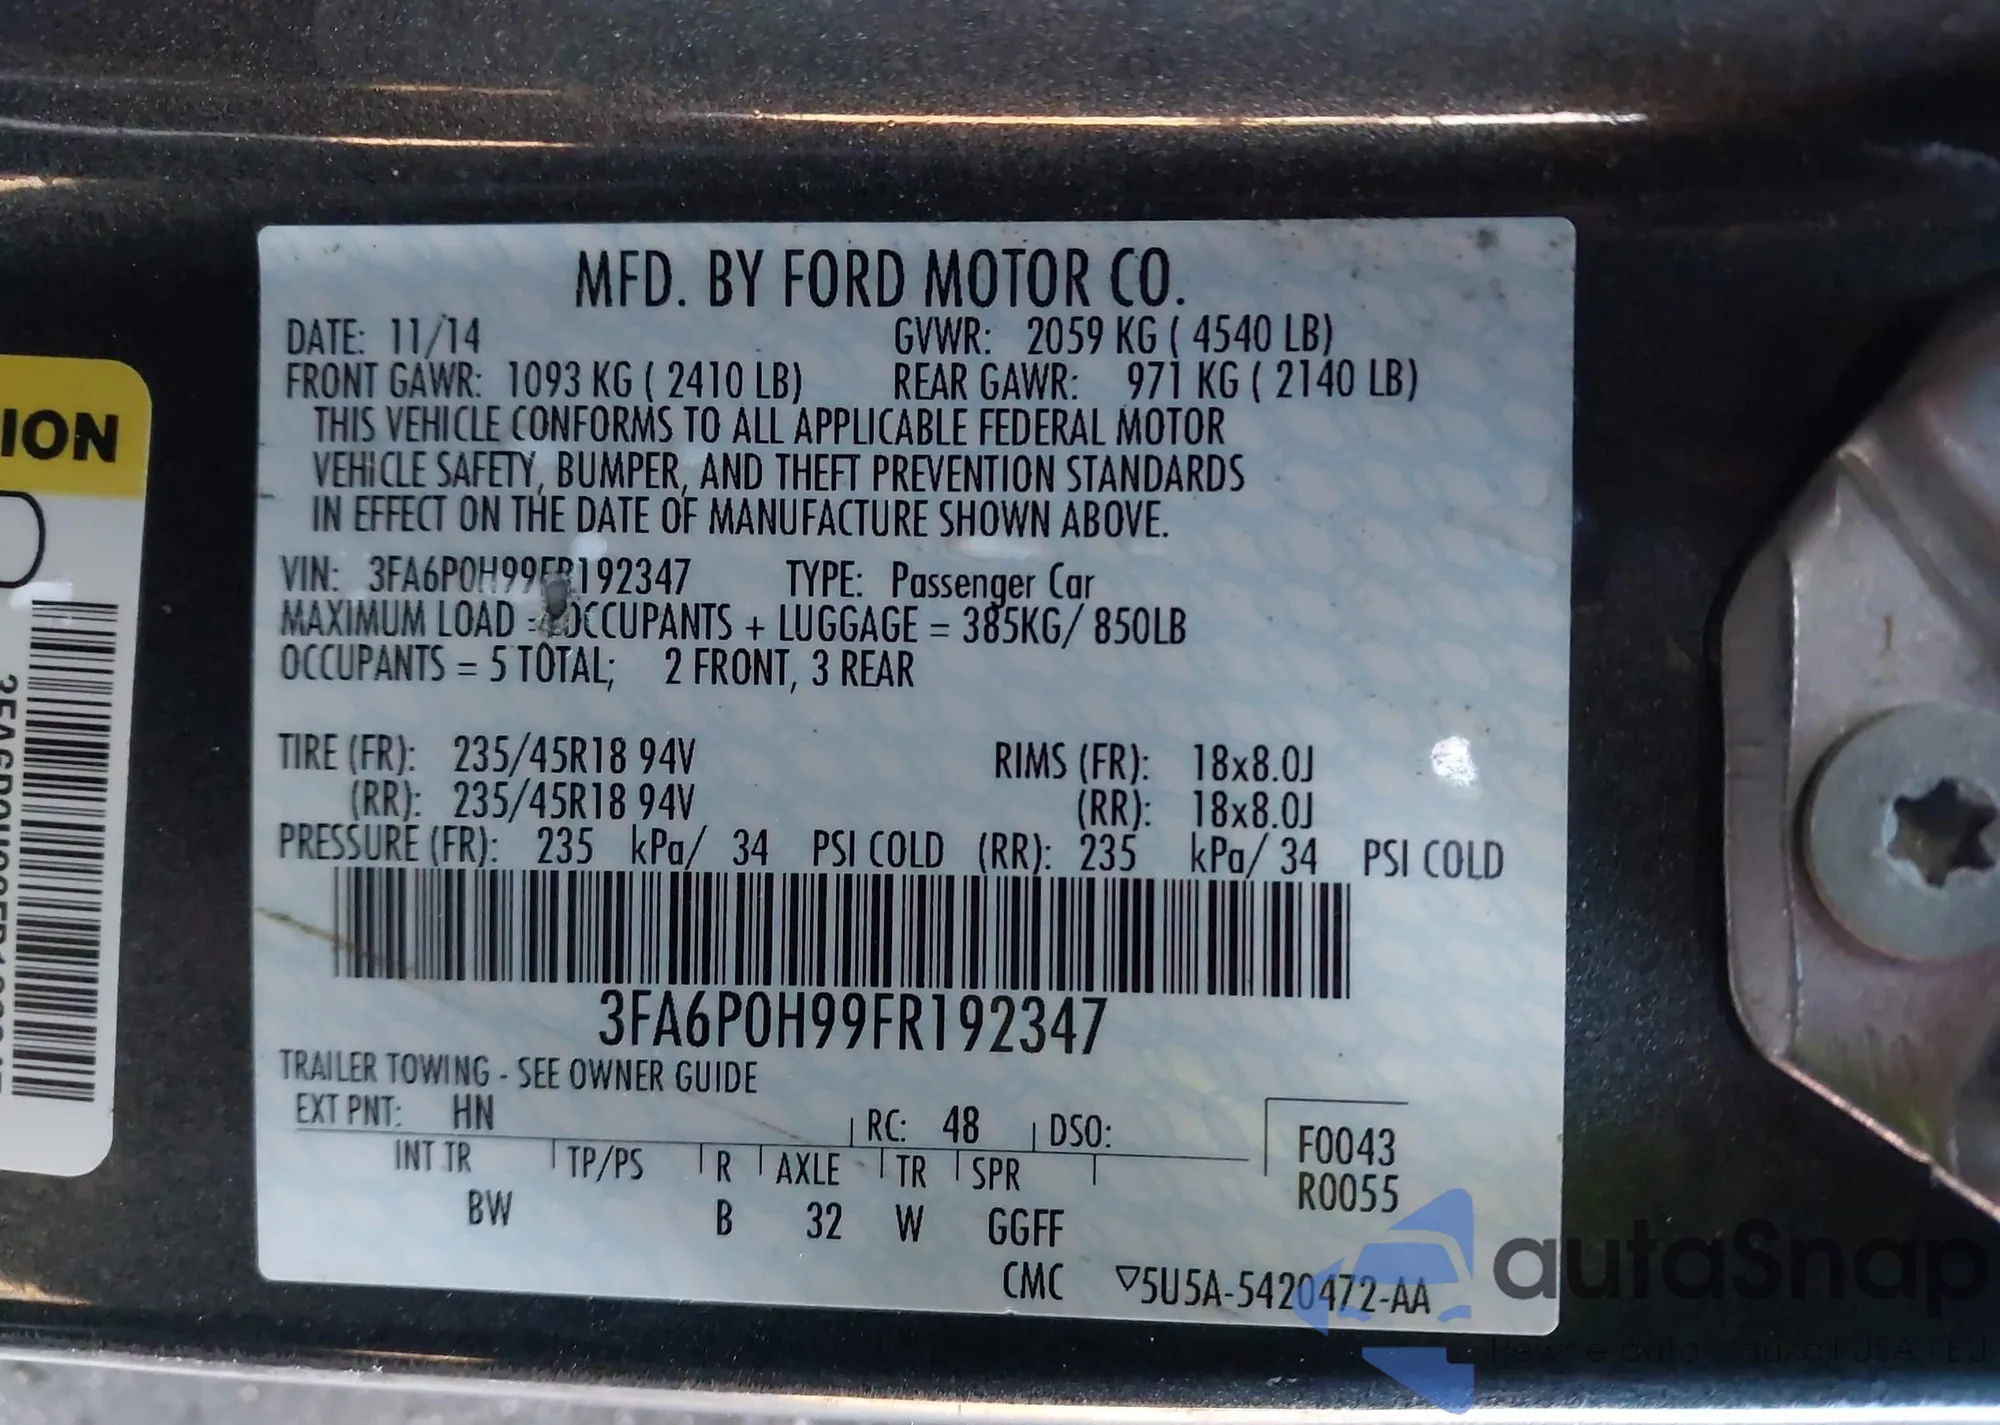 MFD. BY FORD MOTOR CO.
DATE: 11/14 GVWR: 2059 KG ( 4540 LB)
FRONT GAWR: 1093 KG ( 2410 LB) REAR GAWR: 971 KG ( 2140 LB)
THIS VEHICLE CONFORMS TO ALL APPLICABLE FEDERAL MOTOR
VEHICLE SAFETY, BUMPER, AND THEFT PREVENTION STANDARDS
IN EFFECT ON THE DATE OF MANUFACTURE SHOWN ABOVE.
VIN: 3FA6P0H99FR192347 TYPE: Passenger Car
MAXIMUM LOAD = OCCUPANTS + LUGGAGE = 385KG/ 850LB
OCCUPANTS = 5 TOTAL; 2 FRONT, 3 REAR
TIRE (FR): 235/45R18 94V RIMS (FR): 18x8.0J
(RR): 235/45R18 94V (RR): 18x8.0J
PRESSURE (FR): 235 kPa/ 34 PSI COLD (RR): 235 kPa/ 34 PSI COLD
3FA6P0H99FR192347
TRAILER TOWING - SEE OWNER GUIDE
EXT PNT: HN RC: 48 DSO:
INT TR TP/PS R AXLE TR SPR
BW B 32 W GGFF
F0043
R0055
CMC ▽5U5A-5420472-AA
ION
autaSnap